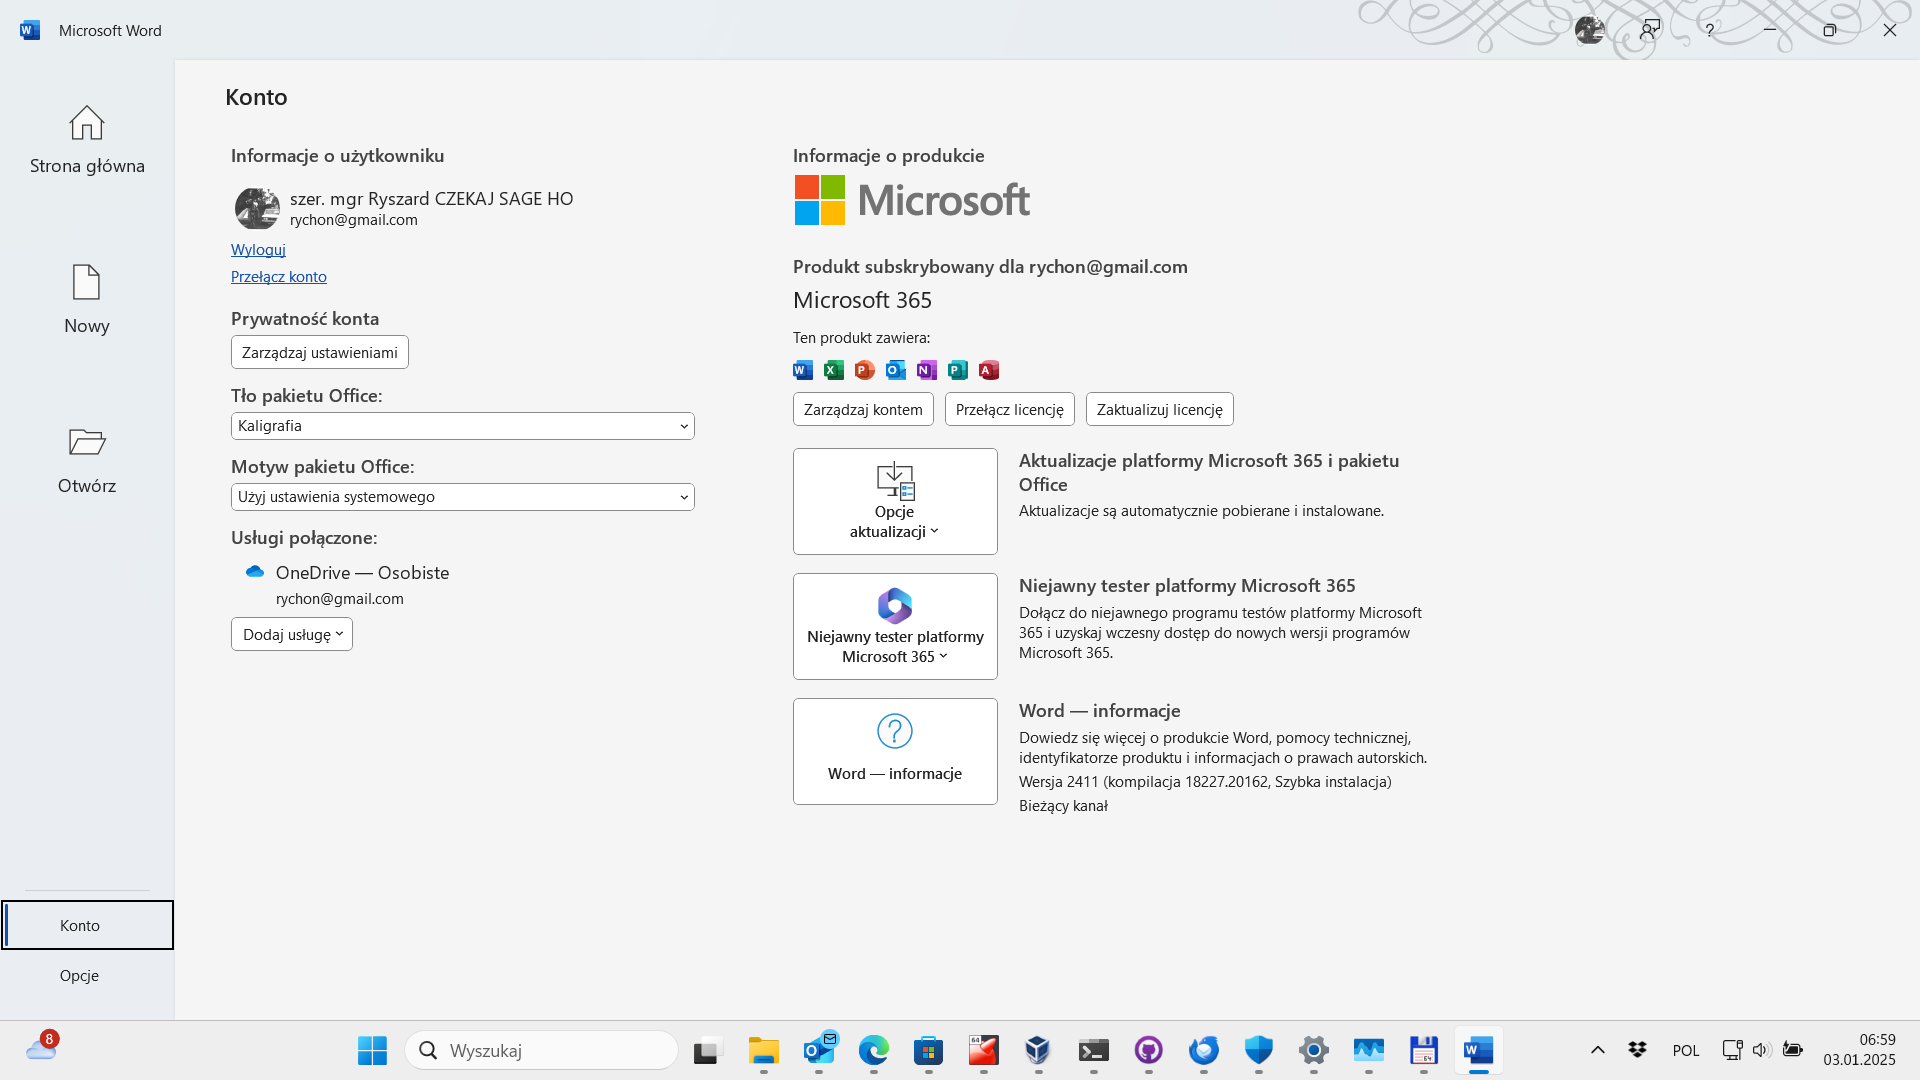 Microsoft Word
?
Strona główna
Nowy
Otwórz
Konto
Opcje
Konto
Informacje o użytkowniku
szer. mgr Ryszard CZEKAJ SAGE HO
rychon@gmail.com
Wyloguj
Przełącz konto
Prywatność konta
Zarządzaj ustawieniami
Tło pakietu Office:
Kaligrafia
Motyw pakietu Office:
Użyj ustawienia systemowego
Usługi połączone:
OneDrive — Osobiste
rychon@gmail.com
Dodaj usługę
Informacje o produkcie
Microsoft
Produkt subskrybowany dla rychon@gmail.com
Microsoft 365
Ten produkt zawiera:
W X P O N P A
Zarządzaj kontem
Przełącz licencję
Zaktualizuj licencję
Opcje
aktualizacji
Aktualizacje platformy Microsoft 365 i pakietu
Office
Aktualizacje są automatycznie pobierane i instalowane.
Niejawny tester platformy
Microsoft 365
Niejawny tester platformy Microsoft 365
Dołącz do niejawnego programu testów platformy Microsoft
365 i uzyskaj wczesny dostęp do nowych wersji programów
Microsoft 365.
Word — informacje
Word — informacje
Dowiedz się więcej o produkcie Word, pomocy technicznej,
identyfikatorze produktu i informacjach o prawach autorskich.
Wersja 2411 (kompilacja 18227.20162, Szybka instalacja)
Bieżący kanał
8
Wyszukaj
64
64
POL
06:59
03.01.2025